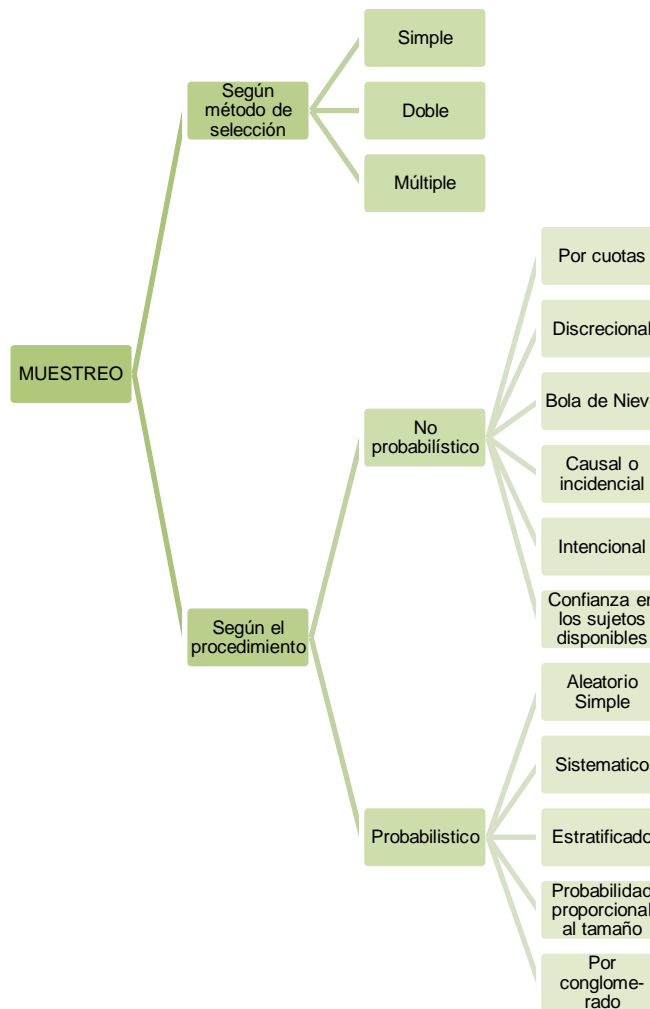 Simple
Según
método de
selección
Doble
Múltiple
MUESTREO
Por cuotas
Discrecional
No
probabilístico
Bola de Niev
Causal o
incidencial
Intencional
Según el
procedimiento
Confianza en
los sujetos
disponibles
Aleatorio
Simple
Sistematico
Probabilistico
Estratificado
Probabilidad
proporcional
al tamaño
Por
conglome-
rado